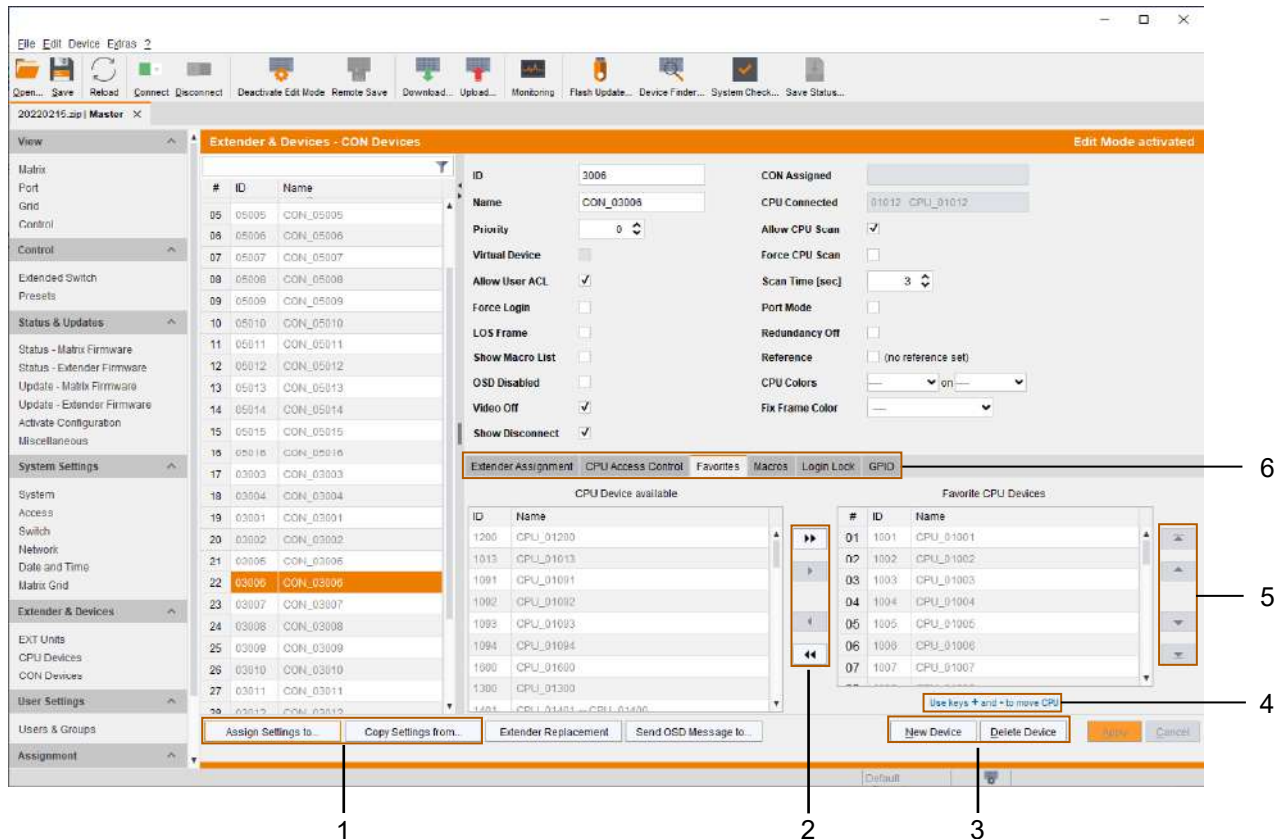 File Edit Device Extras ?
Open... Save Reload Connect Disconnect Deactivate Edit Mode Remote Save Download... Upload... Monitoring Flash Update... Device Finder... System Check... Save Status...
20220215.zip | Master ×
View
Matrix
Port
Grid
Control
Control
Extended Switch
Presets
Status & Updates
Status - Matrix Firmware
Status - Extender Firmware
Update - Matrix Firmware
Update - Extender Firmware
Activate Configuration
Miscellaneous
System Settings
System
Access
Switch
Network
Date and Time
Matrix Grid
Extender & Devices
EXT Units
CPU Devices
CON Devices
User Settings
Users & Groups
Assignment
Extender & Devices - CON Devices
Edit Mode activated
# ID Name
05 05005 CON_05005
06 05006 CON_05006
07 05007 CON_05007
08 05008 CON_05008
09 05009 CON_05009
10 05010 CON_05010
11 05011 CON_05011
12 05012 CON_05012
13 05013 CON_05013
14 05014 CON_05014
15 05015 CON_05015
16 05016 CON_05016
17 03003 CON_03003
18 03004 CON_03004
19 03001 CON_03001
20 03002 CON_03002
21 03005 CON_03005
22 03006 CON_03006
23 03007 CON_03007
24 03008 CON_03008
25 03009 CON_03009
26 03010 CON_03010
27 03011 CON_03011
28 03012 CON_03012
ID 3006
Name CON_03006
Priority 0
Virtual Device
Allow User ACL
Force Login
LOS Frame
Show Macro List
OSD Disabled
Video Off
Show Disconnect
CON Assigned
CPU Connected 01012 CPU_01012
Allow CPU Scan
Force CPU Scan
Scan Time [sec] 3
Port Mode
Redundancy Off
Reference (no reference set)
CPU Colors ---- on ----
Fix Frame Color ----
Extender Assignment CPU Access Control Favorites Macros Login Lock GPIO
6
CPU Device available
ID Name
1200 CPU_01200
1013 CPU_01013
1091 CPU_01091
1092 CPU_01092
1093 CPU_01093
1094 CPU_01094
1600 CPU_01600
1300 CPU_01300
1401 CPU_01401 -- CPU_01400
Favorite CPU Devices
# ID Name
01 1001 CPU_01001
02 1002 CPU_01002
03 1003 CPU_01003
04 1004 CPU_01004
05 1005 CPU_01005
06 1006 CPU_01006
07 1007 CPU_01007
5
Use keys + and - to move CPU
4
Assign Settings to... Copy Settings from... Extender Replacement Send OSD Message to... New Device Delete Device Apply Cancel
Default
1
2
3